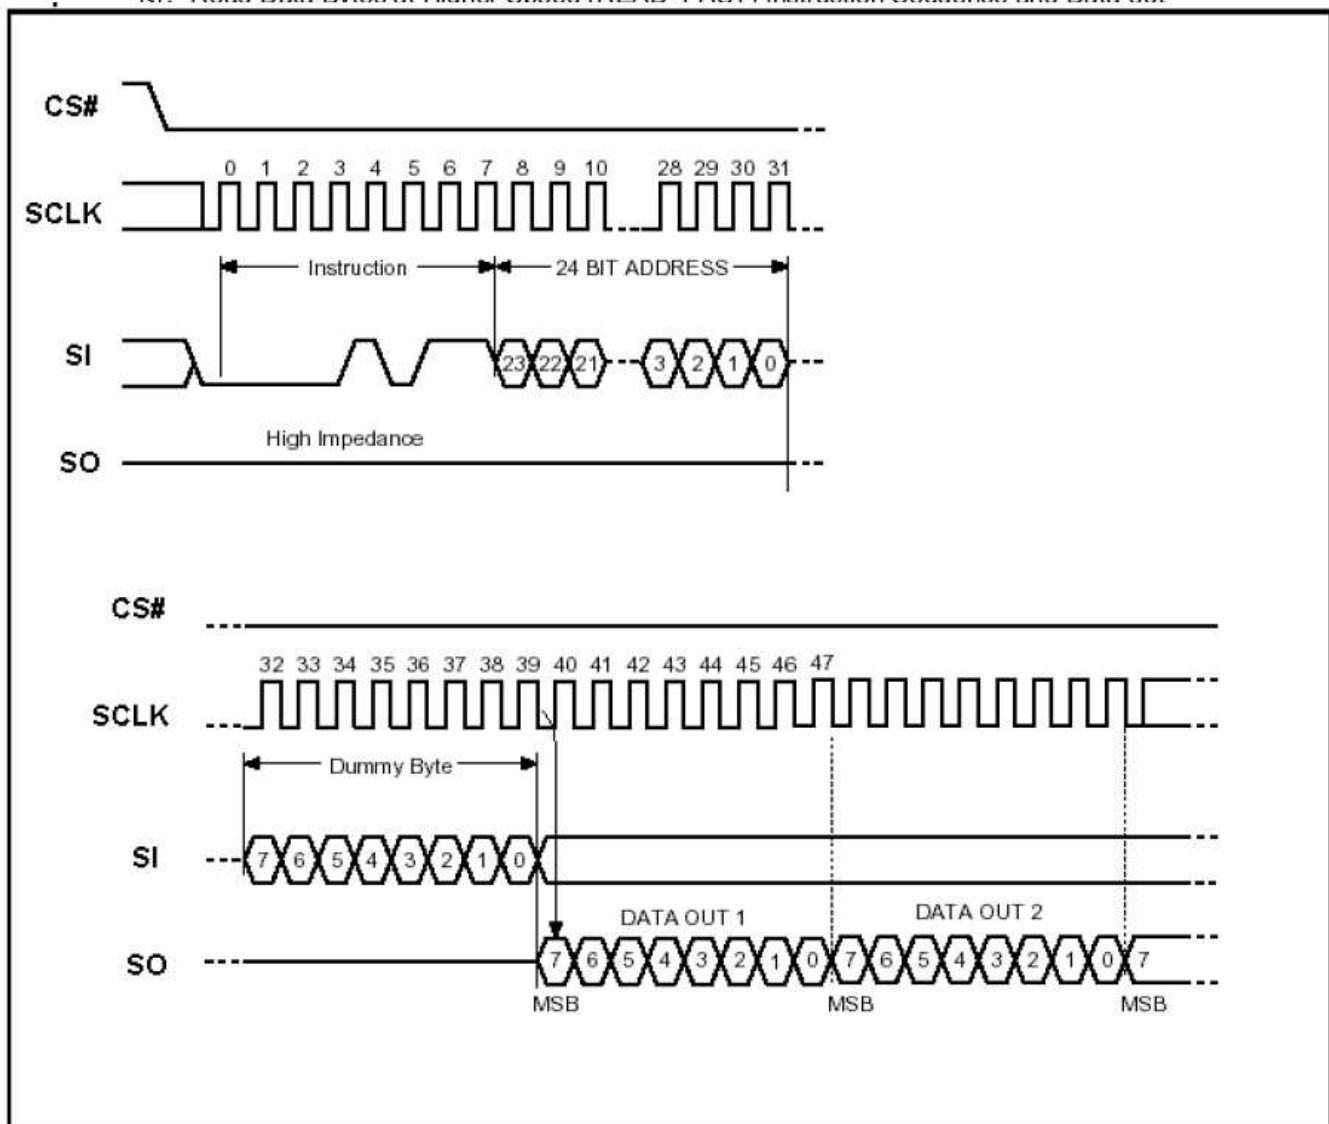 CS#
0 1 2 3 4 5 6 7 8 9 10 28 29 30 31
SCLK
Instruction 24 BIT ADDRESS
SI
23 22 21 3 2 1 0
High Impedance
SO
CS#
32 33 34 35 36 37 38 39 40 41 42 43 44 45 46 47
SCLK
Dummy Byte
SI
7 6 5 4 3 2 1 0
DATA OUT 1 DATA OUT 2
SO
7 6 5 4 3 2 1 0 7 6 5 4 3 2 1 0 7
MSB MSB MSB